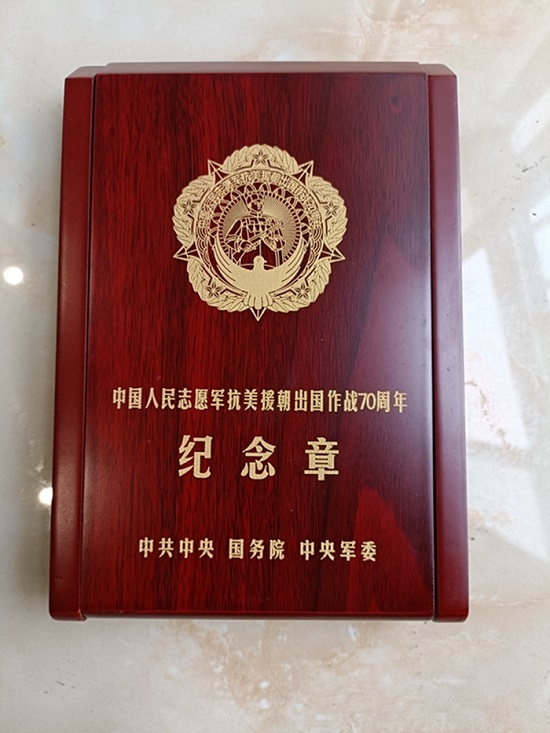 中国人民志愿军抗美援朝出国作战70周年
纪念章
中共中央 国务院 中央军委